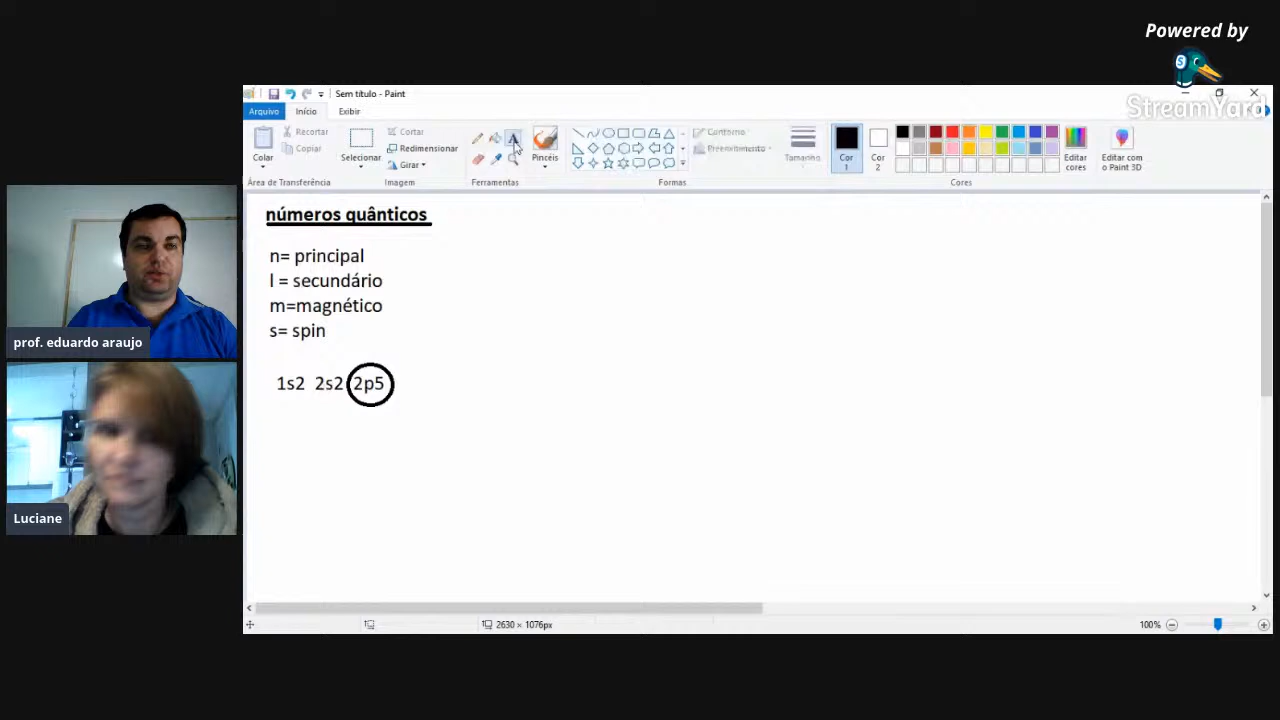 Powered by
StreamYard
Sem título - Paint
Arquivo Início Exibir
Colar
Recortar
Copiar
Área de Transferência
Selecionar
Cortar
Redimensionar
Girar
Imagem
A
Ferramentas
Pincéis
Contorno
Preenchimento
Formas
Tamanho
Cor 1
Cor 2
Editar cores
Editar com o Paint 3D
Cores
números quânticos
n= principal
l = secundário
m=magnético
s= spin
1s2 2s2 2p5
prof. eduardo araujo
Luciane
2630 × 1076px
100%